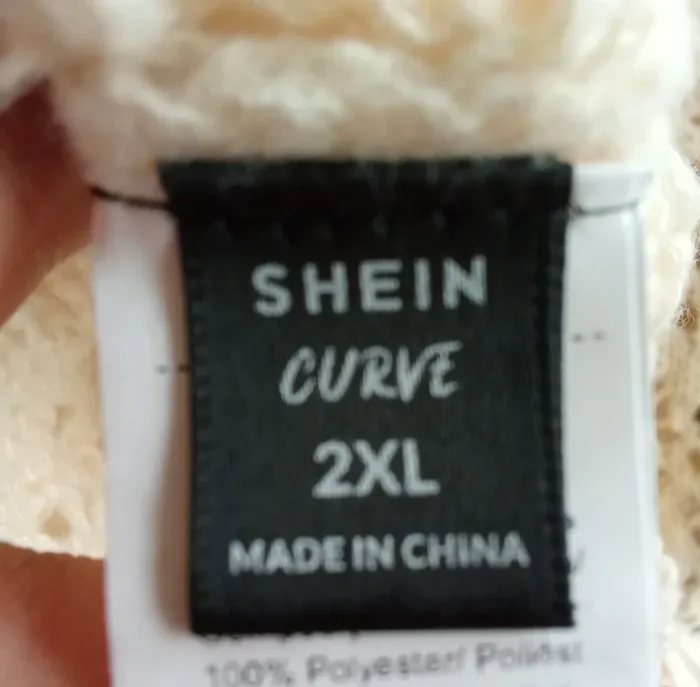 SHEIN
CURVE
2XL
MADE IN CHINA
100% Polyester/